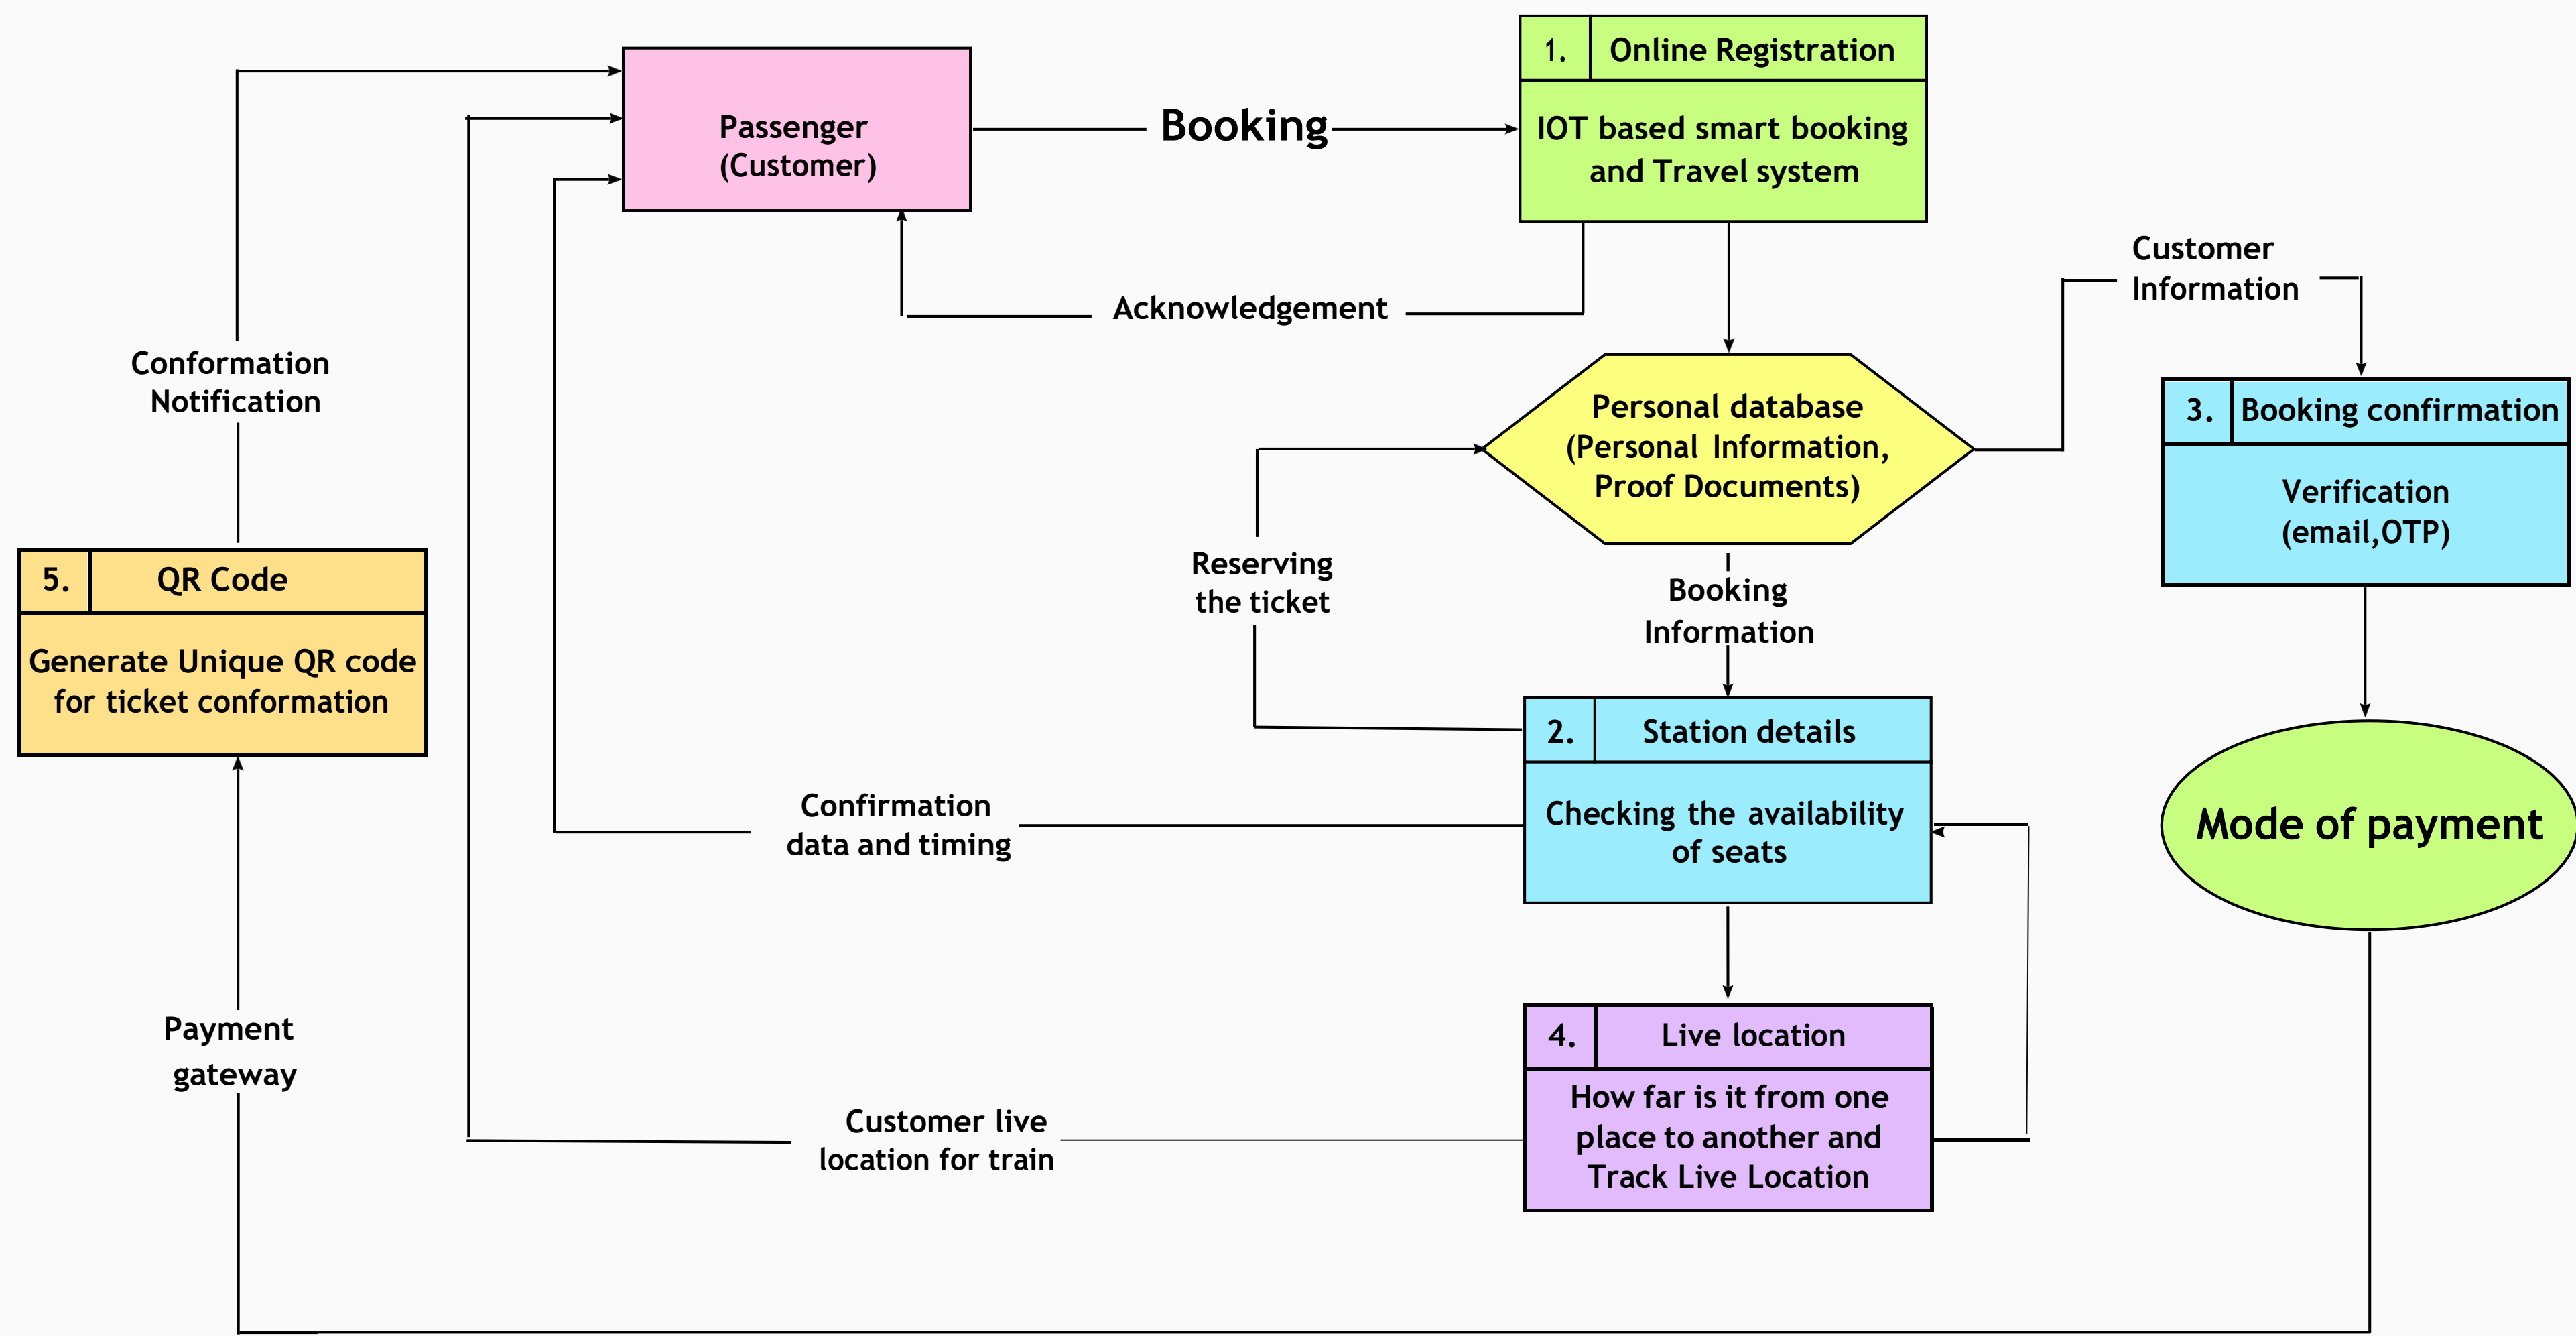 1. Online Registration
IOT based smart booking
and Travel system
Passenger
(Customer)
Booking
Acknowledgement
Customer
Information
Conformation
Notification
Personal database
(Personal Information,
Proof Documents)
3. Booking confirmation
Verification
(email,OTP)
Reserving
the ticket
Booking
Information
5. QR Code
Generate Unique QR code
for ticket conformation
2. Station details
Checking the availability
of seats
Confirmation
data and timing
Mode of payment
4. Live location
How far is it from one
place to another and
Track Live Location
Payment
gateway
Customer live
location for train